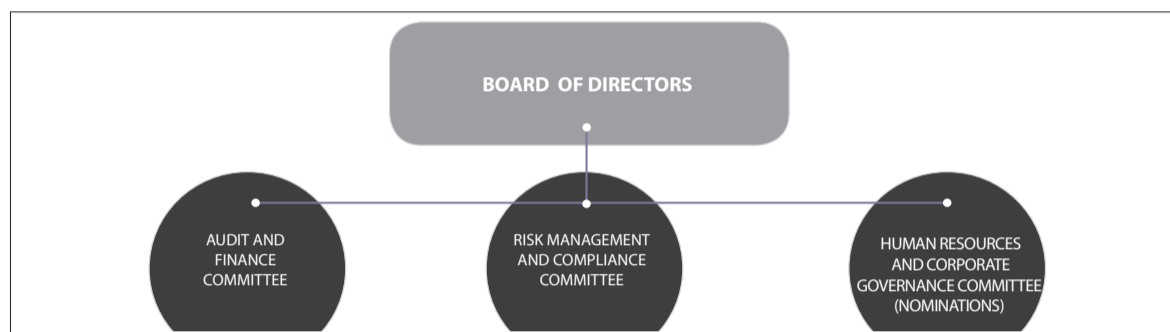 BOARD OF DIRECTORS
AUDIT AND
FINANCE
COMMITTEE
RISK MANAGEMENT
AND COMPLIANCE
COMMITTEE
HUMAN RESOURCES
AND CORPORATE
GOVERNANCE COMMITTEE
(NOMINATIONS)